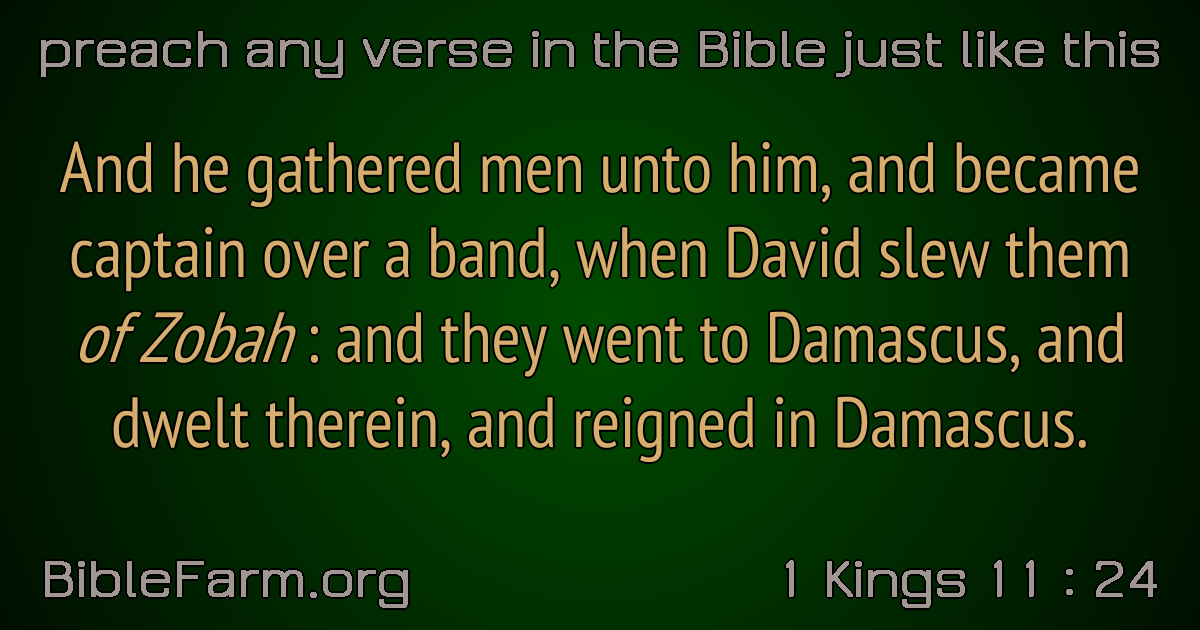 preach any verse in the Bible just like this
And he gathered men unto him, and became
captain over a band, when David slew them
of Zobah : and they went to Damascus, and
dwelt therein, and reigned in Damascus.
BibleFarm.org
1 Kings 11 : 24